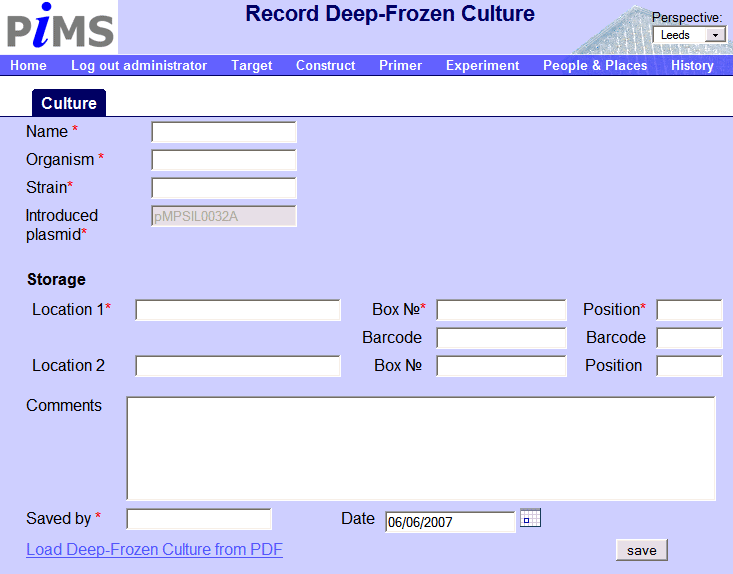 PiMS
Record Deep-Frozen Culture
Perspective:
Leeds
Home Log out administrator Target Construct Primer Experiment People & Places History
Culture
Name *
Organism *
Strain*
Introduced
plasmid*
pMPSIL0032A
Storage
Location 1* Box №* Position*
Barcode Barcode
Location 2 Box № Position
Comments
Saved by * Date 06/06/2007
Load Deep-Frozen Culture from PDF save